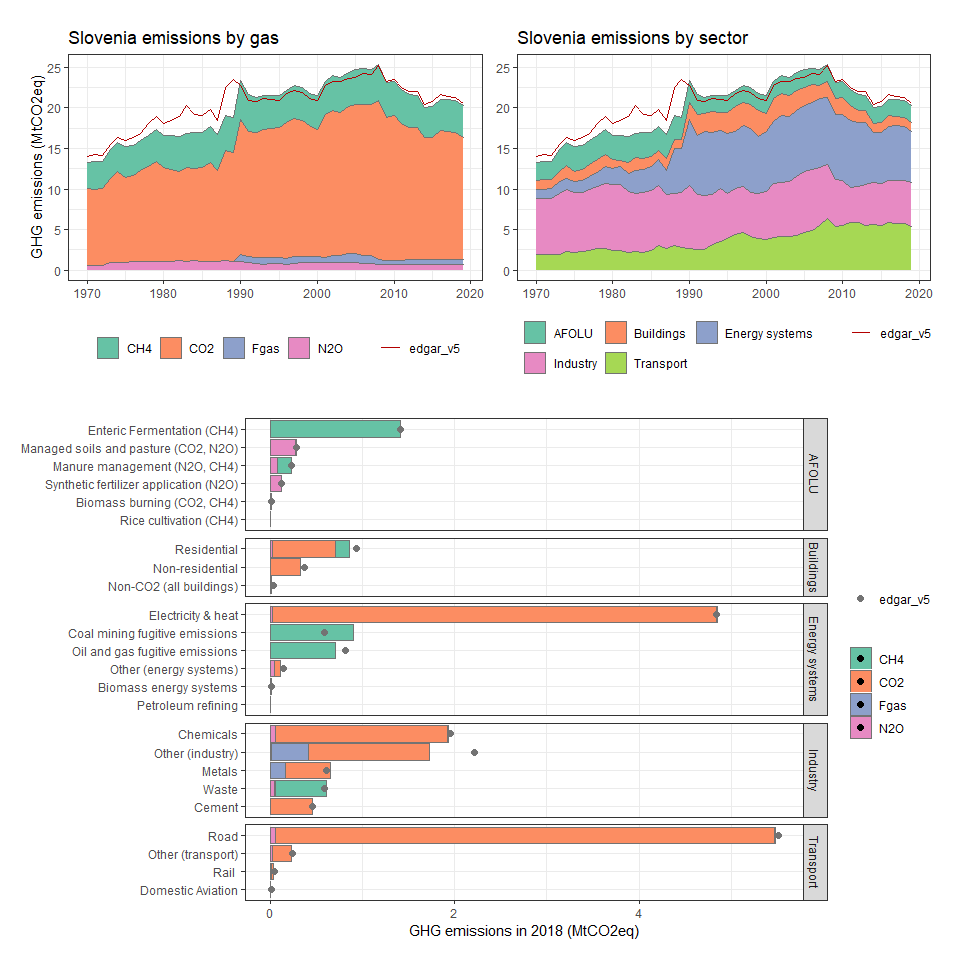 Slovenia emissions by gas
Slovenia emissions by sector
GHG emissions (MtCO2eq)
25
20
15
10
5
0
1970
1980
1990
2000
2010
2020
25
20
15
10
5
0
1970
1980
1990
2000
2010
2020
CH4 CO2 Fgas N2O edgar_v5
AFOLU Buildings Energy systems edgar_v5
Industry Transport
Enteric Fermentation (CH4)
Managed soils and pasture (CO2, N2O)
Manure management (N2O, CH4)
Synthetic fertilizer application (N2O)
Biomass burning (CO2, CH4)
Rice cultivation (CH4)
AFOLU
Residential
Non-residential
Non-CO2 (all buildings)
Buildings
Electricity & heat
Coal mining fugitive emissions
Oil and gas fugitive emissions
Other (energy systems)
Biomass energy systems
Petroleum refining
Energy systems
Chemicals
Other (industry)
Metals
Waste
Cement
Industry
Road
Other (transport)
Rail
Domestic Aviation
Transport
0
2
4
GHG emissions in 2018 (MtCO2eq)
edgar_v5
CH4
CO2
Fgas
N2O